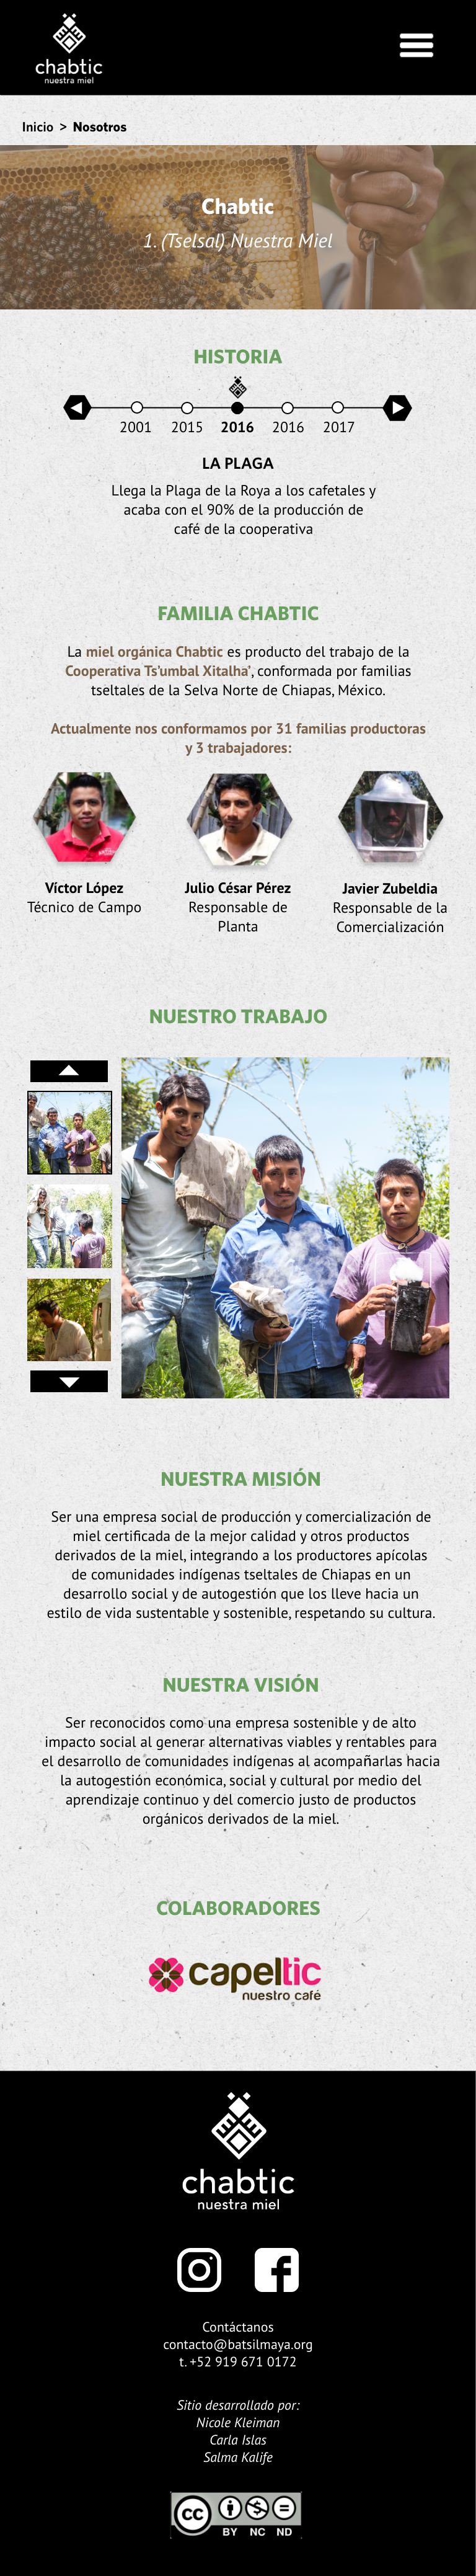 chabtic
nuestra miel
Inicio > Nosotros
Chabtic
1. (Tselsal) Nuestra Miel
HISTORIA
2001 2015 2016 2016 2017
LA PLAGA
Llega la Plaga de la Roya a los cafetales y
acaba con el 90% de la producción de
café de la cooperativa
FAMILIA CHABTIC
La miel orgánica Chabtic es producto del trabajo de la
Cooperativa Ts'umbal Xitalha', conformada por familias
tseltales de la Selva Norte de Chiapas, México.
Actualmente nos conformamos por 31 familias productoras
y 3 trabajadores:
Víctor López
Técnico de Campo
Julio César Pérez
Responsable de
Planta
Javier Zubeldia
Responsable de la
Comercialización
NUESTRO TRABAJO
NUESTRA MISIÓN
Ser una empresa social de producción y comercialización de
miel certificada de la mejor calidad y otros productos
derivados de la miel, integrando a los productores apícolas
de comunidades indígenas tseltales de Chiapas en un
desarrollo social y de autogestión que los lleve hacia un
estilo de vida sustentable y sostenible, respetando su cultura.
NUESTRA VISIÓN
Ser reconocidos como una empresa sostenible y de alto
impacto social al generar alternativas viables y rentables para
el desarrollo de comunidades indígenas al acompañarlas hacia
la autogestión económica, social y cultural por medio del
aprendizaje continuo y del comercio justo de productos
orgánicos derivados de la miel.
COLABORADORES
capeltic
nuestro café
chabtic
nuestra miel
Contáctanos
contacto@batsilmaya.org
t. +52 919 671 0172
Sitio desarrollado por:
Nicole Kleiman
Carla Islas
Salma Kalife
cc
BY NC ND